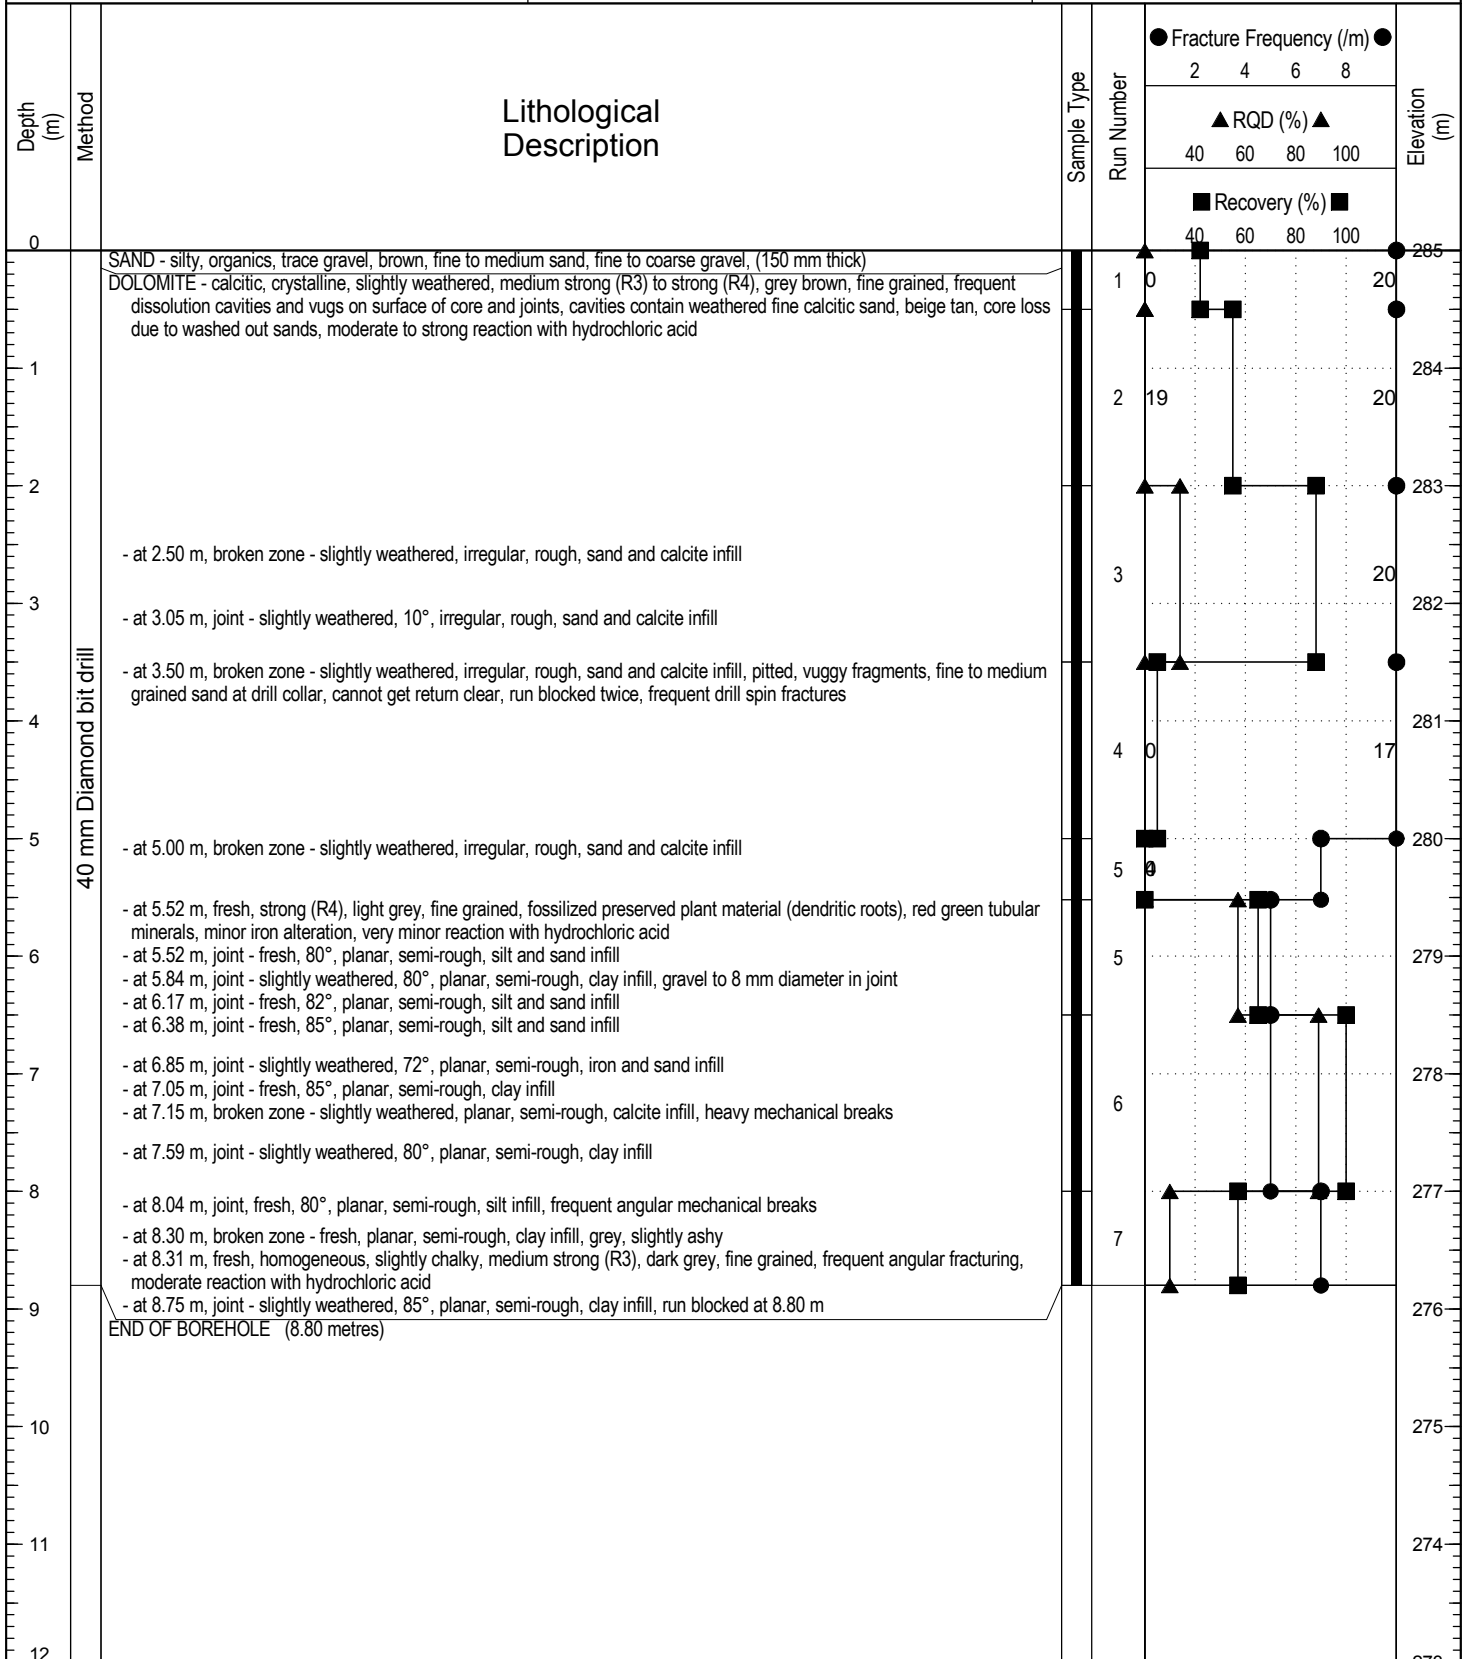 Depth
(m)
Method
Lithological
Description
Sample Type
Run Number
Fracture Frequency (/m)
2 4 6 8
RQD (%)
40 60 80 100
Recovery (%)
40 60 80 100
Elevation
(m)
0
SAND - silty, organics, trace gravel, brown, fine to medium sand, fine to coarse gravel, (150 mm thick)
285
DOLOMITE - calcitic, crystalline, slightly weathered, medium strong (R3) to strong (R4), grey brown, fine grained, frequent
1 0 20
dissolution cavities and vugs on surface of core and joints, cavities contain weathered fine calcitic sand, beige tan, core loss
due to washed out sands, moderate to strong reaction with hydrochloric acid
1
284
2 19 20
2
283
- at 2.50 m, broken zone - slightly weathered, irregular, rough, sand and calcite infill
3 20
3
282
- at 3.05 m, joint - slightly weathered, 10°, irregular, rough, sand and calcite infill
40 mm Diamond bit drill
- at 3.50 m, broken zone - slightly weathered, irregular, rough, sand and calcite infill, pitted, vuggy fragments, fine to medium
grained sand at drill collar, cannot get return clear, run blocked twice, frequent drill spin fractures
4
281
4 0 17
5
280
- at 5.00 m, broken zone - slightly weathered, irregular, rough, sand and calcite infill
5
- at 5.52 m, fresh, strong (R4), light grey, fine grained, fossilized preserved plant material (dendritic roots), red green tubular
minerals, minor iron alteration, very minor reaction with hydrochloric acid
6
- at 5.52 m, joint - fresh, 80°, planar, semi-rough, silt and sand infill
5
279
- at 5.84 m, joint - slightly weathered, 80°, planar, semi-rough, clay infill, gravel to 8 mm diameter in joint
- at 6.17 m, joint - fresh, 82°, planar, semi-rough, silt and sand infill
- at 6.38 m, joint - fresh, 85°, planar, semi-rough, silt and sand infill
- at 6.85 m, joint - slightly weathered, 72°, planar, semi-rough, iron and sand infill
7
278
- at 7.05 m, joint - fresh, 85°, planar, semi-rough, clay infill
- at 7.15 m, broken zone - slightly weathered, planar, semi-rough, calcite infill, heavy mechanical breaks
6
- at 7.59 m, joint - slightly weathered, 80°, planar, semi-rough, clay infill
8
277
- at 8.04 m, joint, fresh, 80°, planar, semi-rough, silt infill, frequent angular mechanical breaks
- at 8.30 m, broken zone - fresh, planar, semi-rough, clay infill, grey, slightly ashy
7
- at 8.31 m, fresh, homogeneous, slightly chalky, medium strong (R3), dark grey, fine grained, frequent angular fracturing,
moderate reaction with hydrochloric acid
9
- at 8.75 m, joint - slightly weathered, 85°, planar, semi-rough, clay infill, run blocked at 8.80 m
276
END OF BOREHOLE (8.80 metres)
10
275
11
274
12